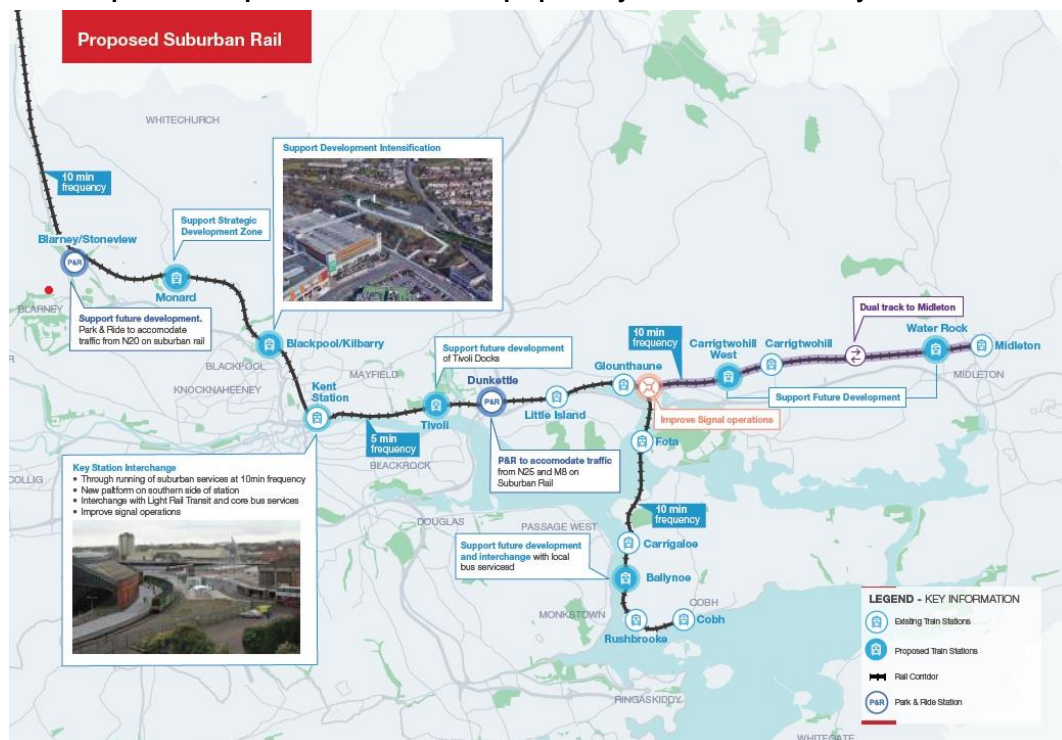 Proposed Suburban Rail
WHITECHURCH
Support Development Intensification
10 min
frequency
Support Strategic
Development Zone
Blarney/Stoneview
P&R
Monard
BLARNEY
Support future development.
Park & Ride to accomodate
traffic from N20 on suburban rail
Blackpool/Kilbarry
BLACKPOOL
KNOCKNAHEENEY
MAYFIELD
Kent
Station
Support future development
of Tivoli Docks
Dunkettle
P&R
Tivoli
5 min
frequency
Little Island
Glounthaune
10 min
frequency
Carrigtwohill
West
Carrigtwohill
Dual track to Midleton
Water Rock
Midleton
MIDLETON
Support Future Development
Improve Signal operations
Fota
P&R to accomodate traffic
from N25 and M8 on
Suburban Rail
BLACKROCK
Key Station Interchange
• Through running of suburban services at 10min frequency
• New paltform on southern side of station
• Interchange with Light Rail Transit and core bus services
• Improve signal operations
COLLIG
DOUGLAS
PASSAGE WEST
10 min
frequency
Carrigaloe
Support future development
and interchange with local
bus servicesd
Ballynoe
MONKSTOWN
COBH
Rushbrooke
Cobh
RINGASKIDDY
WHITEGATE
LEGEND - KEY INFORMATION
Existing Train Stations
Proposed Train Stations
Rail Corridor
P&R
Park & Ride Station